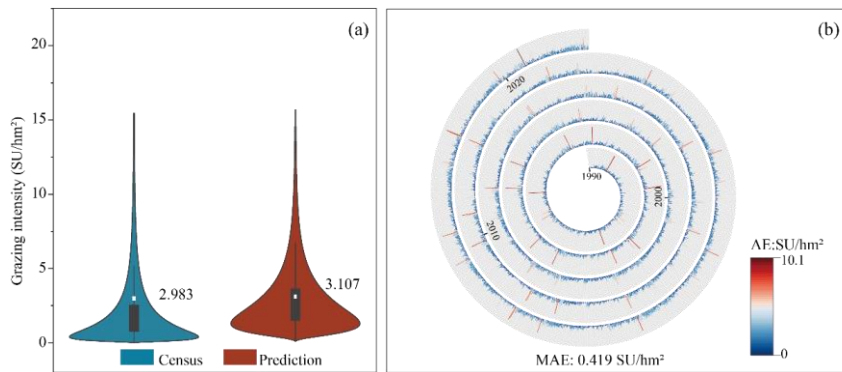 (a)
20
15
10
5
0
Grazing intensity (SU/hm²)
2.983
3.107
Census
Prediction
(b)
2020
1990
2000
2010
AE:SU/hm²
10.1
0
MAE: 0.419 SU/hm²